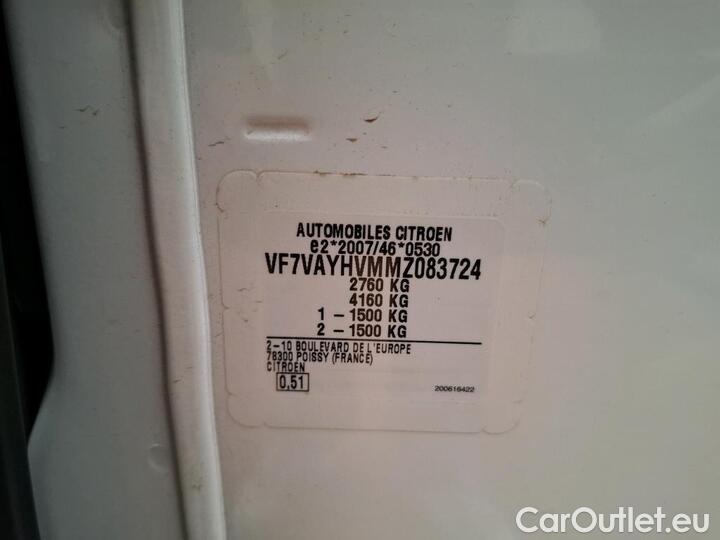 AUTOMOBILES CITROEN
e2*2007/46*0530
VF7VAYHVMMZ083724
2760 KG
4160 KG
1 - 1500 KG
2 - 1500 KG
2-10 BOULEVARD DE L'EUROPE
78300 POISSY (FRANCE)
CITROEN
0,51
200616422
CarOutlet.eu